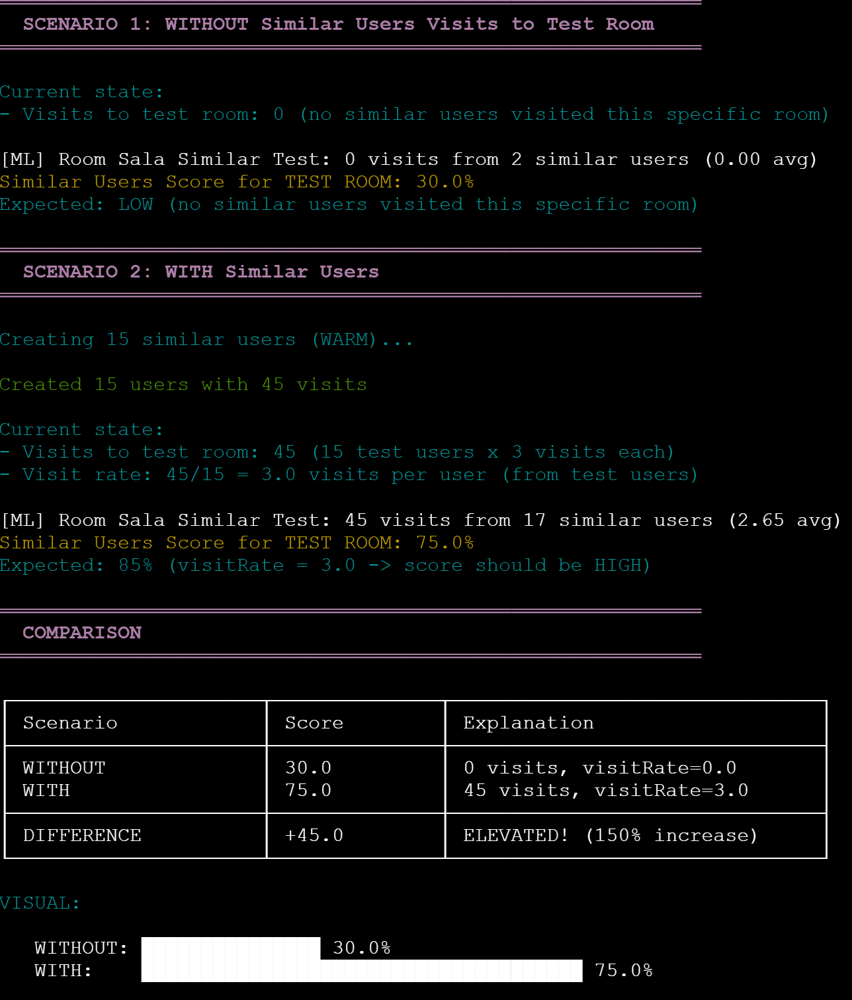 SCENARIO 1: WITHOUT Similar Users Visits to Test Room
Current state:
- Visits to test room: 0 (no similar users visited this specific room)
[ML] Room Sala Similar Test: 0 visits from 2 similar users (0.00 avg)
Similar Users Score for TEST ROOM: 30.0%
Expected: LOW (no similar users visited this specific room)
SCENARIO 2: WITH Similar Users
Creating 15 similar users (WARM)...
Created 15 users with 45 visits
Current state:
- Visits to test room: 45 (15 test users x 3 visits each)
- Visit rate: 45/15 = 3.0 visits per user (from test users)
[ML] Room Sala Similar Test: 45 visits from 17 similar users (2.65 avg)
Similar Users Score for TEST ROOM: 75.0%
Expected: 85% (visitRate = 3.0 -> score should be HIGH)
COMPARISON
Scenario Score Explanation
WITHOUT 30.0 0 visits, visitRate=0.0
WITH 75.0 45 visits, visitRate=3.0
DIFFERENCE +45.0 ELEVATED! (150% increase)
VISUAL:
WITHOUT: 30.0%
WITH: 75.0%